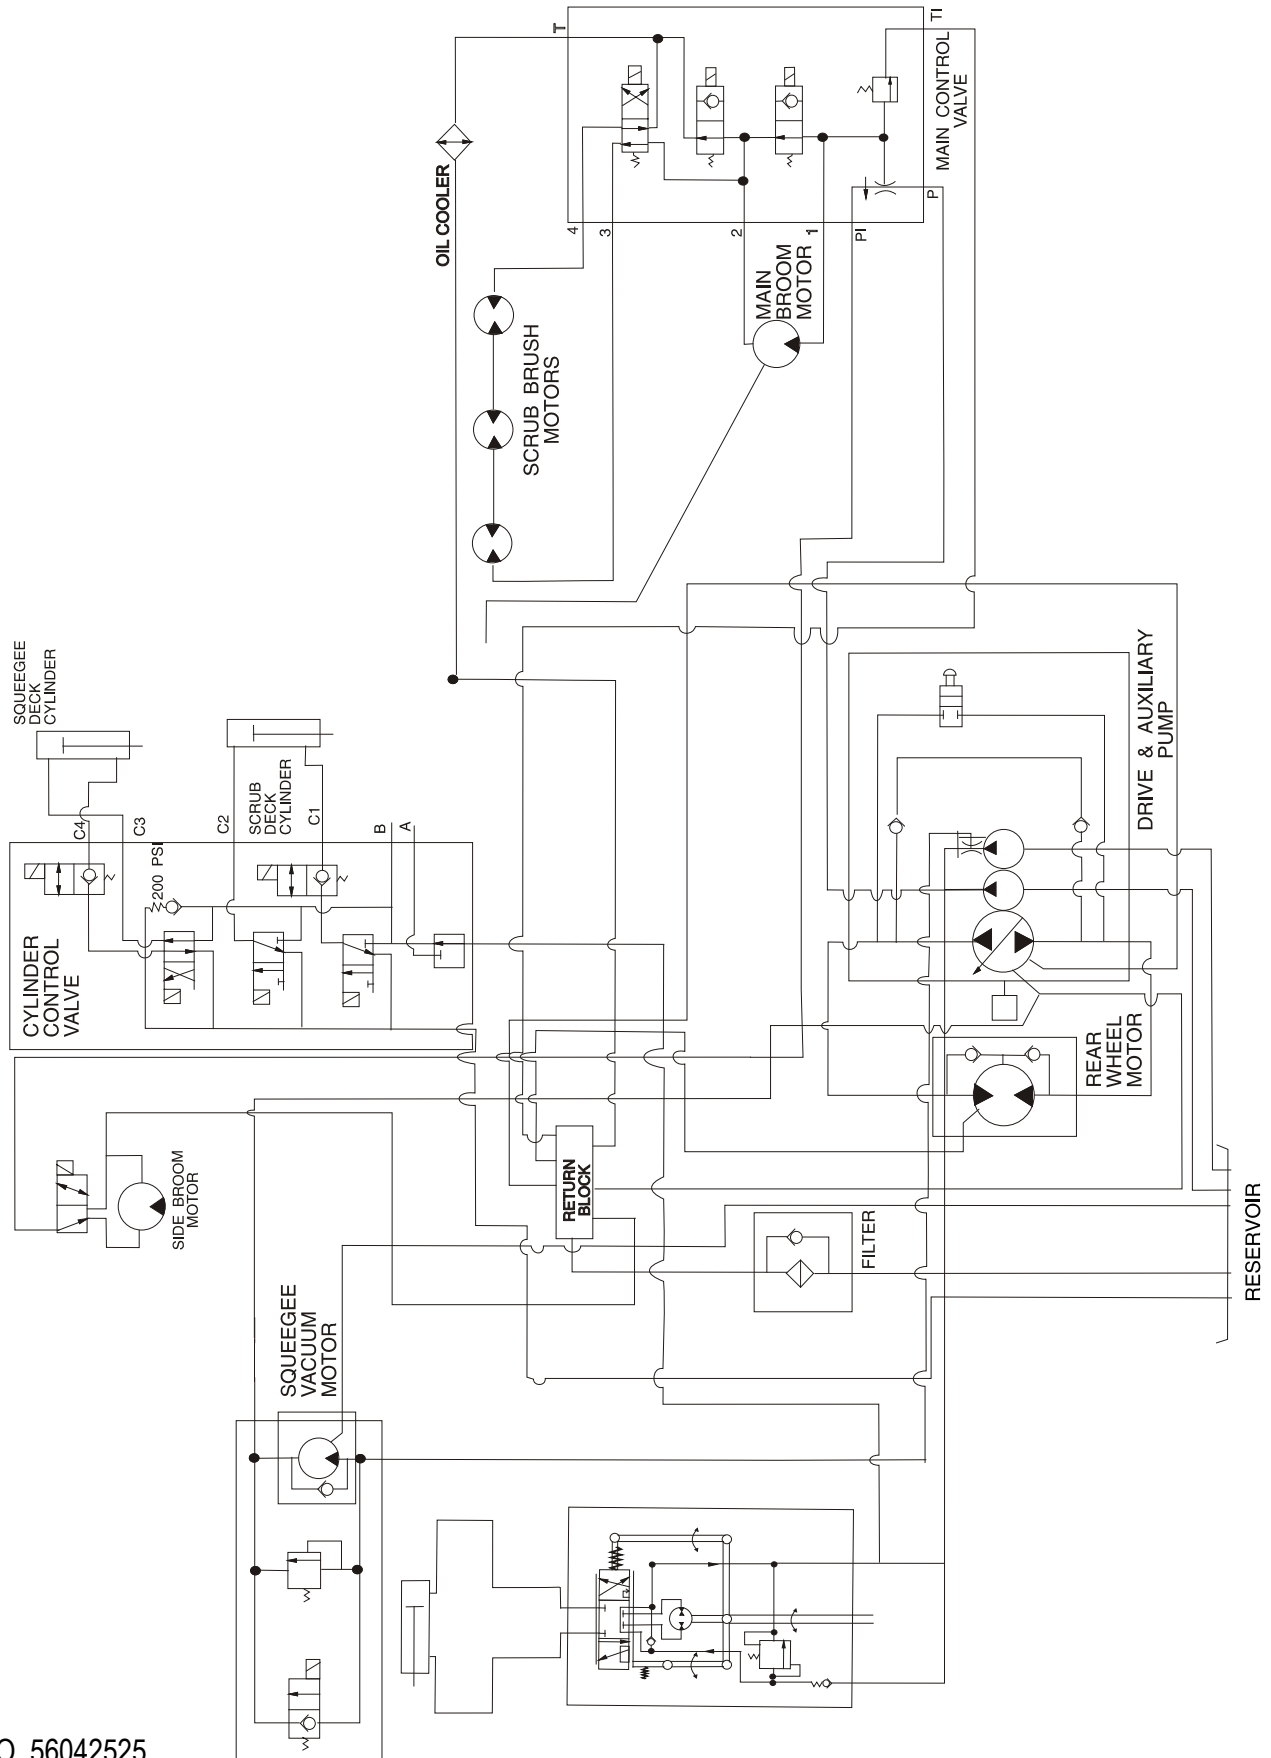 T
TI
MAIN CONTROL
VALVE
P
PI
1
2
3
4
OIL COOLER
MAIN
BROOM
MOTOR
SCRUB BRUSH
MOTORS
SQUEEGEE
DECK
CYLINDER
SCRUB
DECK
CYLINDER
C4
C3
C2
C1
B
A
200 PSI
CYLINDER
CONTROL
VALVE
DRIVE & AUXILIARY
PUMP
REAR
WHEEL
MOTOR
SIDE BROOM
MOTOR
RETURN
BLOCK
FILTER
RESERVOIR
SQUEEGEE
VACUUM
MOTOR
O 56042525